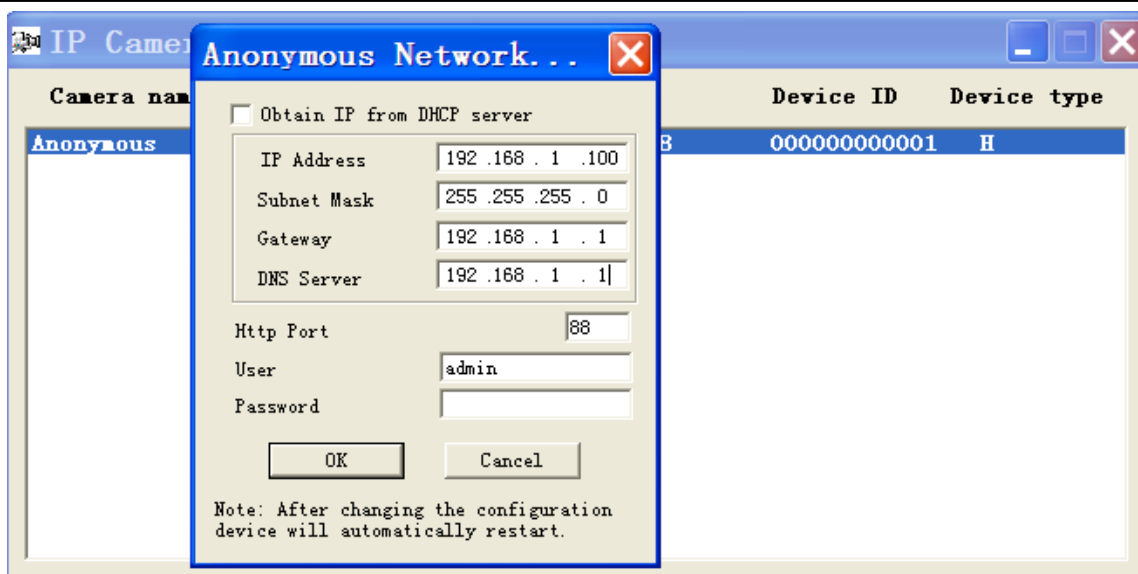 IP Camer
Anonymous Network...
Camera nam
Device ID Device type
Obtain IP from DHCP server
Anonymous
8 000000000001 H
IP Address 192 .168 . 1 .100
Subnet Mask 255 .255 .255 . 0
Gateway 192 .168 . 1 . 1
DNS Server 192 .168 . 1 . 1
Http Port 88
User admin
Password
OK Cancel
Note: After changing the configuration
device will automatically restart.